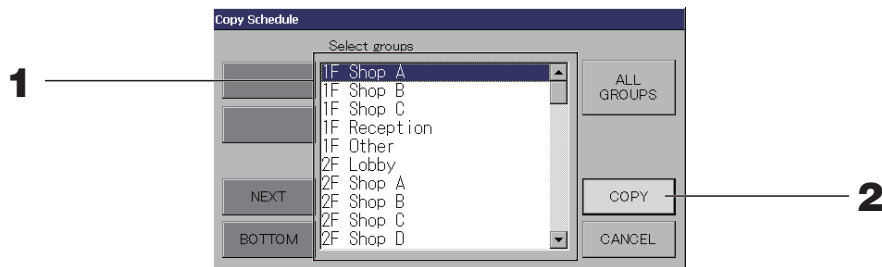 Copy Schedule
Select groups
1
1F Shop A
1F Shop B
1F Shop C
1F Reception
1F Other
2F Lobby
2F Shop A
2F Shop B
2F Shop C
2F Shop D
ALL
GROUPS
NEXT
COPY
2
BOTTOM
CANCEL